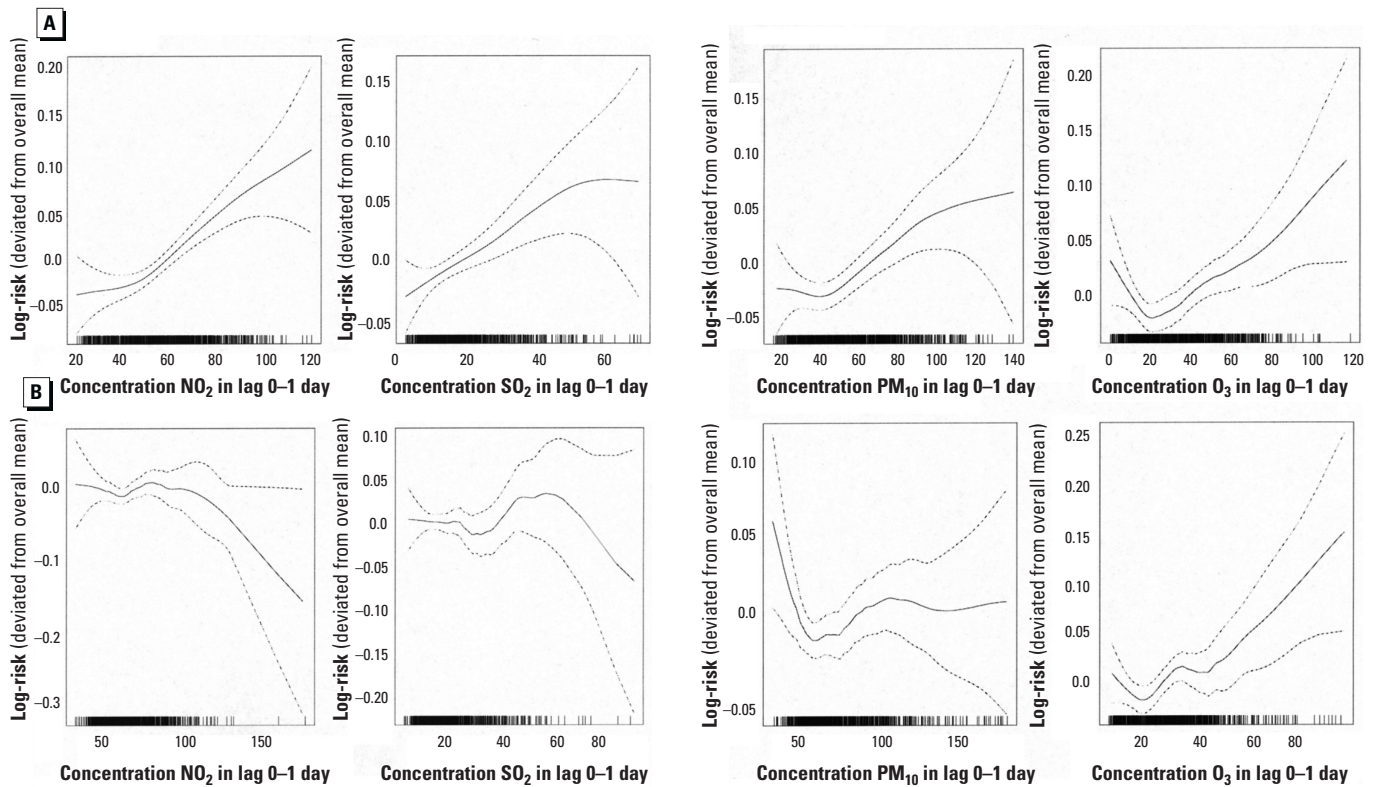 A
Log-risk (deviated from overall mean)
0.20
0.15
0.10
0.05
0.0
–0.05
20 40 60 80 100 120
Concentration NO2 in lag 0–1 day
Log-risk (deviated from overall mean)
0.15
0.10
0.05
0.0
–0.05
0 20 40 60
Concentration SO2 in lag 0–1 day
Log-risk (deviated from overall mean)
0.15
0.10
0.05
0.0
–0.05
20 40 60 80 100 120 140
Concentration PM10 in lag 0–1 day
Log-risk (deviated from overall mean)
0.20
0.15
0.10
0.05
0.0
0 20 40 60 80 100 120
Concentration O3 in lag 0–1 day
B
Log-risk (deviated from overall mean)
0.0
–0.1
–0.2
–0.3
50 100 150
Concentration NO2 in lag 0–1 day
Log-risk (deviated from overall mean)
0.10
0.05
0.0
–0.05
–0.10
–0.15
–0.20
20 40 60 80
Concentration SO2 in lag 0–1 day
Log-risk (deviated from overall mean)
0.10
0.05
0.0
–0.05
50 100 150
Concentration PM10 in lag 0–1 day
Log-risk (deviated from overall mean)
0.25
0.20
0.15
0.10
0.05
0.0
20 40 60 80
Concentration O3 in lag 0–1 day